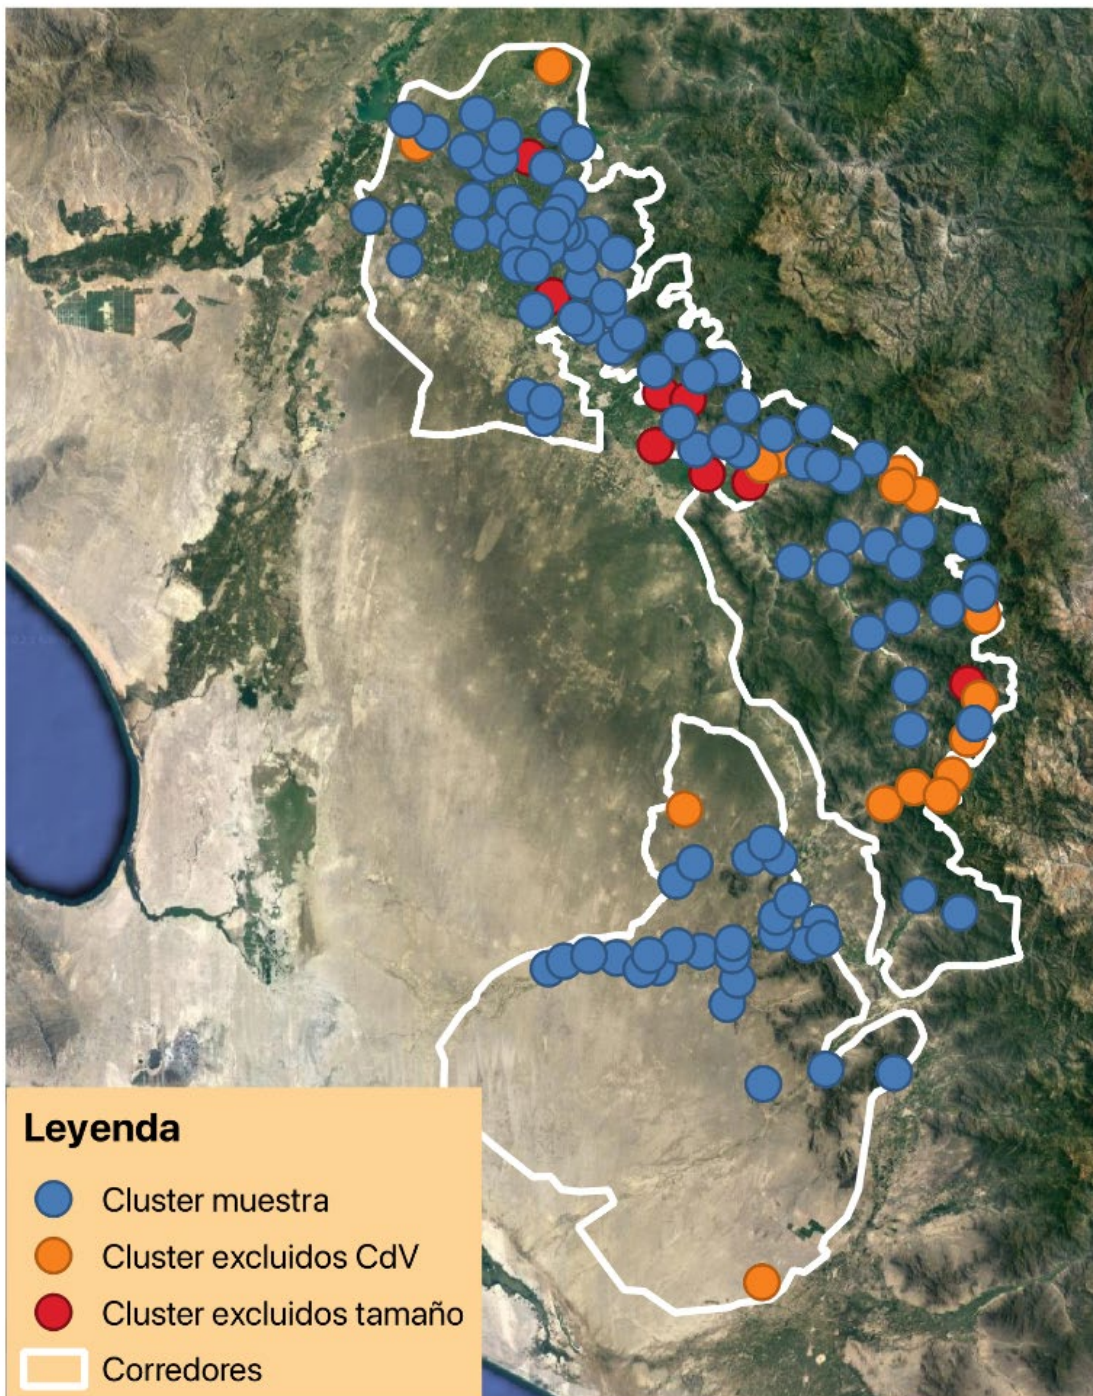 Leyenda
Cluster muestra
Cluster excluidos CdV
Cluster excluidos tamaño
Corredores